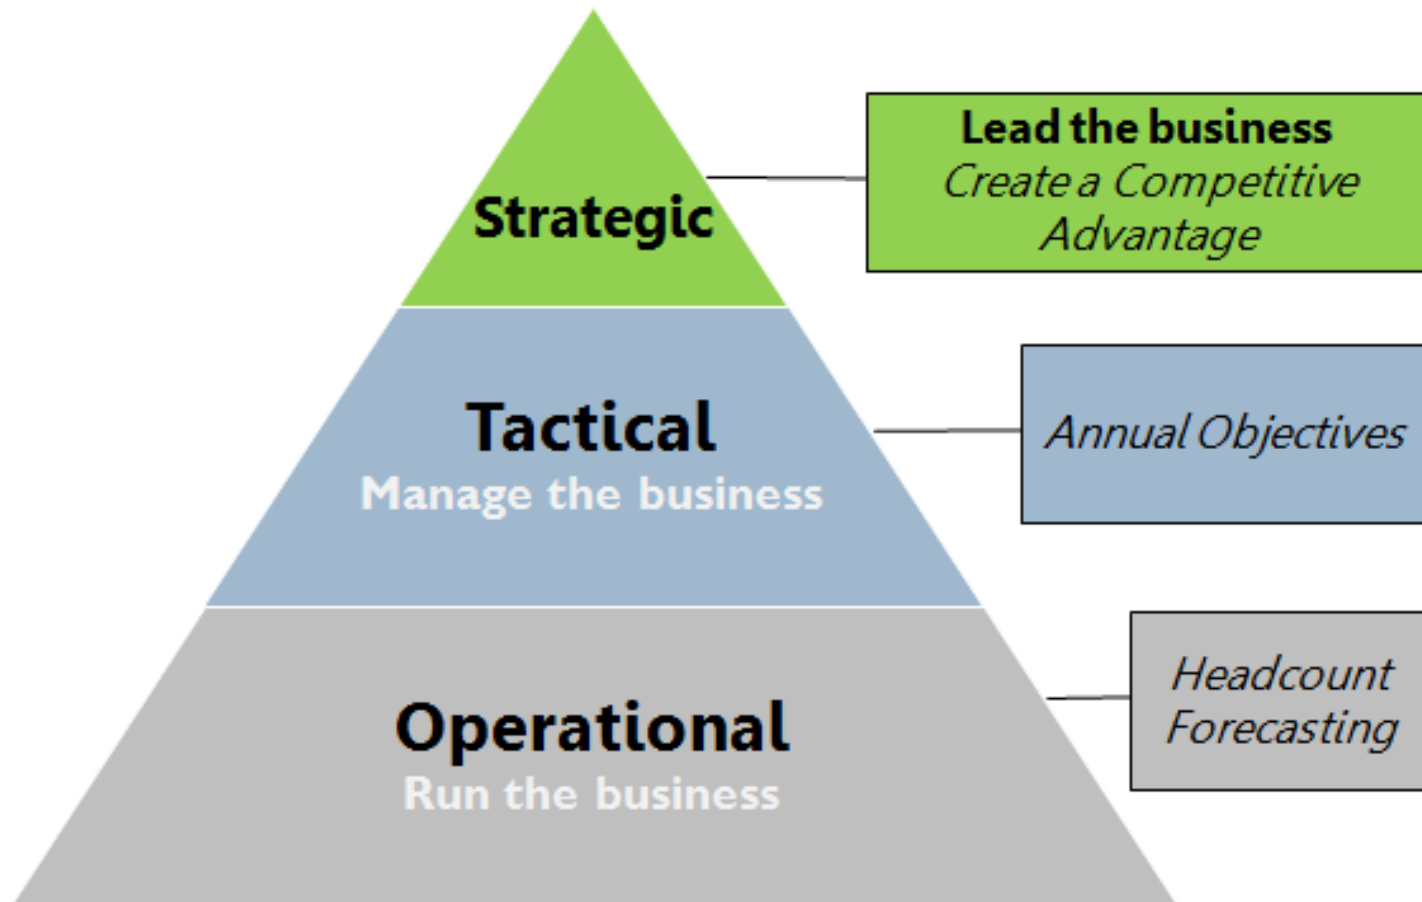 Strategic
Lead the business
Create a Competitive
Advantage
Tactical
Manage the business
Annual Objectives
Operational
Run the business
Headcount
Forecasting